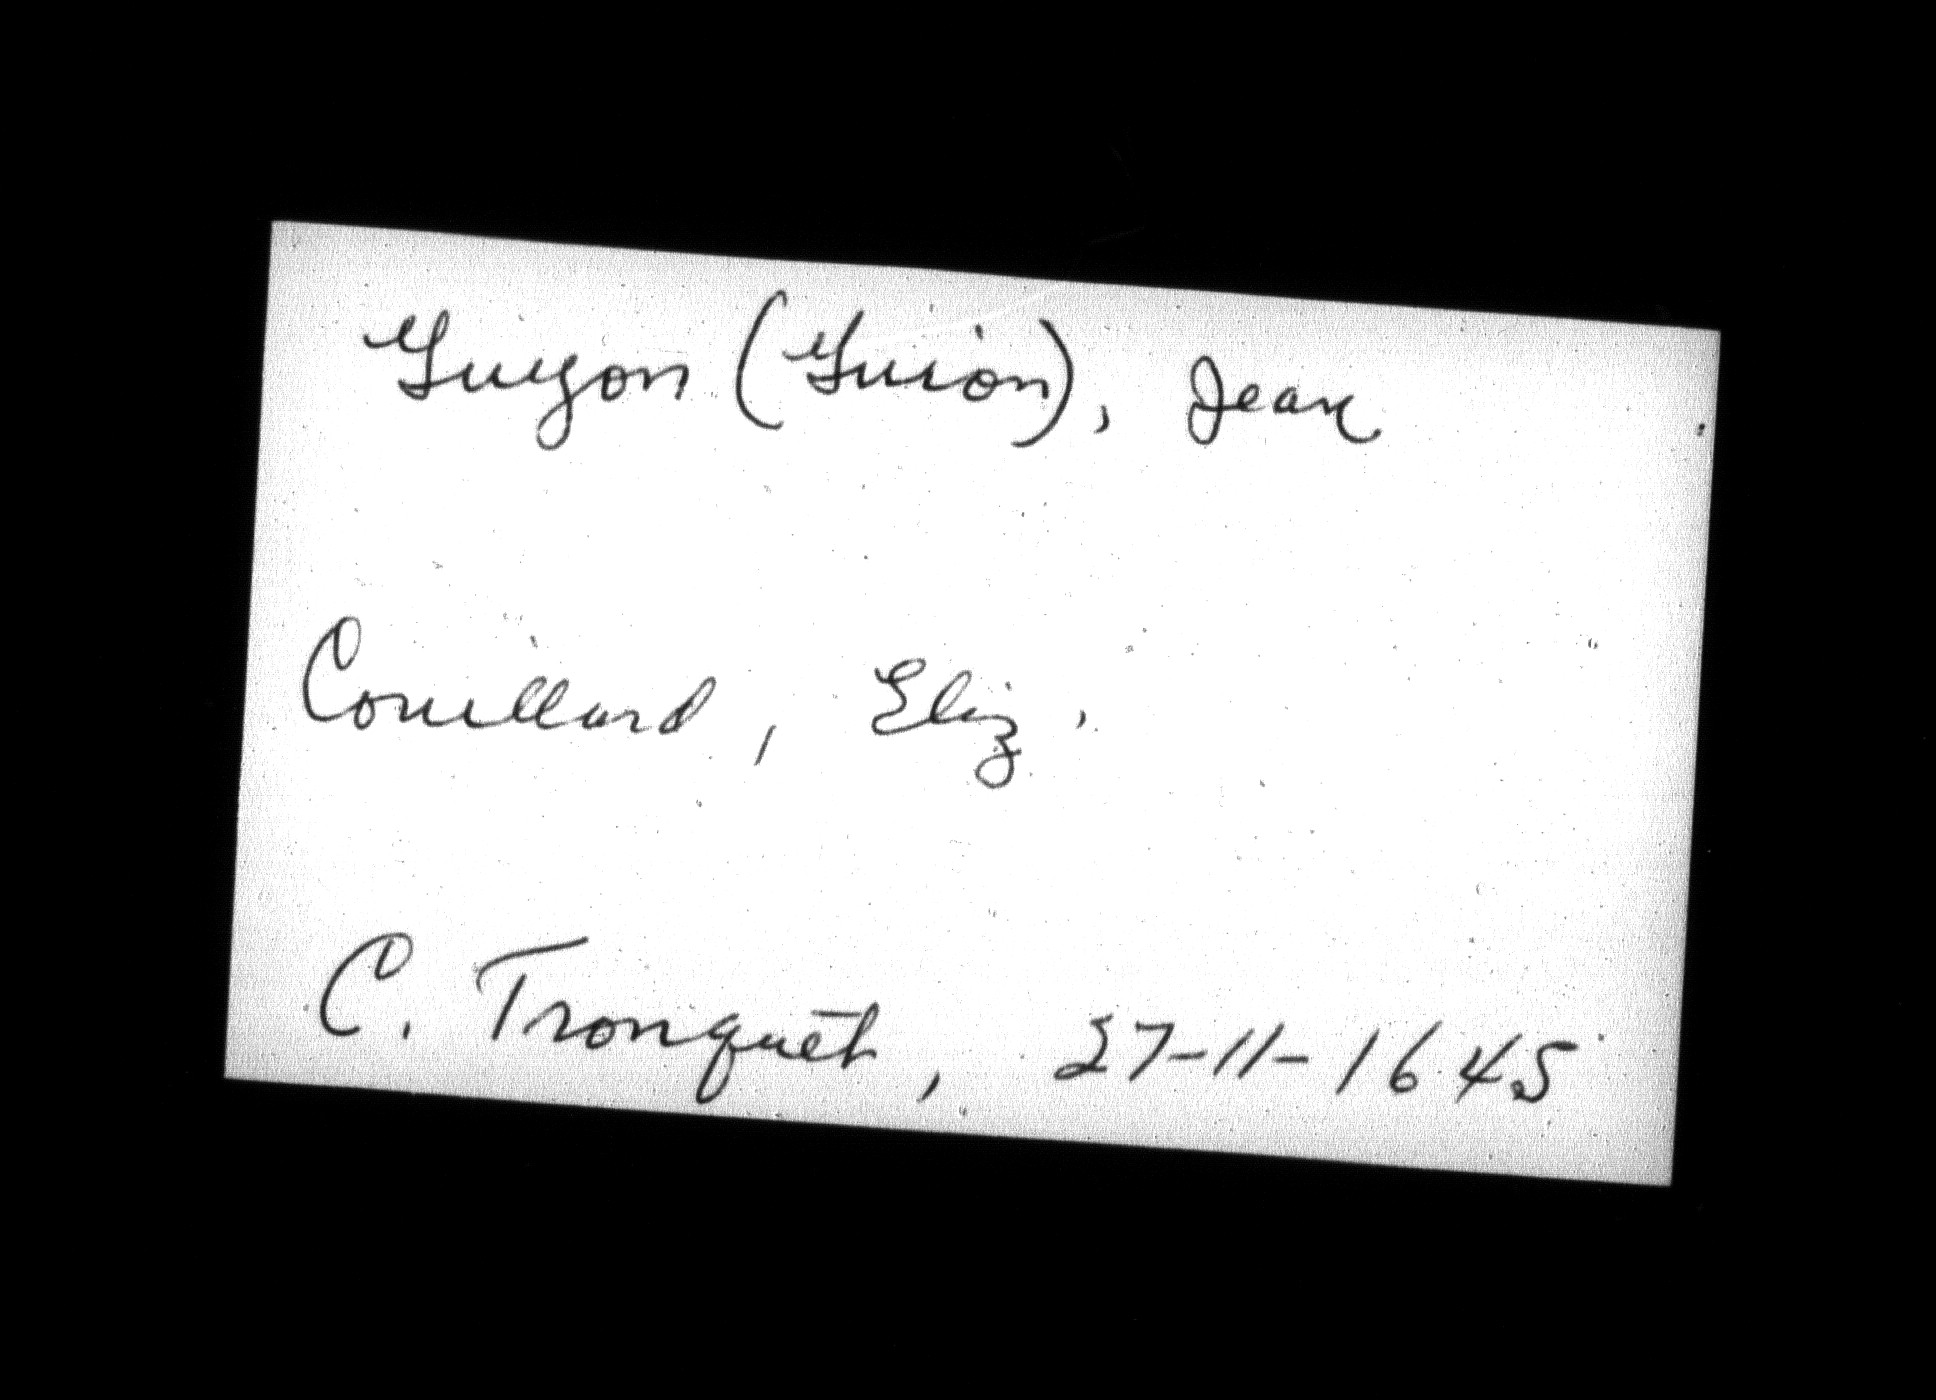 Guyon (Guion), Jean
Couillard, Eliz.
C. Tronquet, 27-11-1645